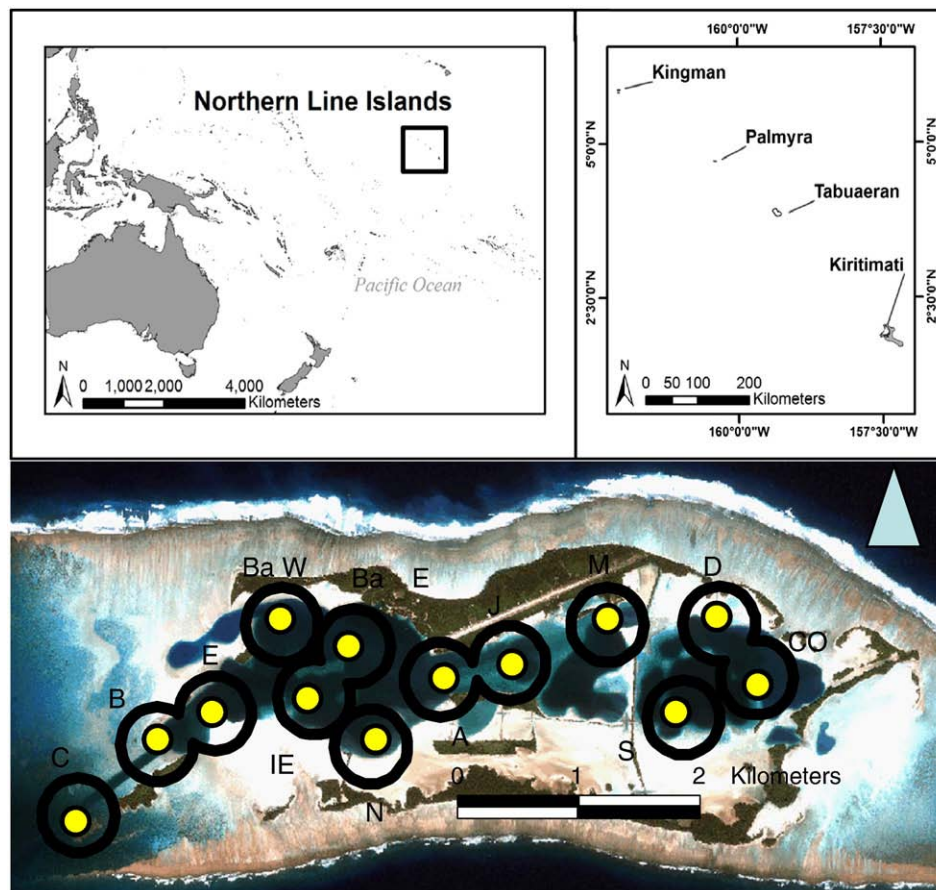 Northern Line Islands
Pacific Ocean
N
0 1,000 2,000 4,000
Kilometers
160°0'0"W 157°30'0"W
Kingman
5°0'0"N 5°0'0"N
Palmyra
Tabuaeran
Kiritimati
2°30'0"N 2°30'0"N
N
0 50 100 200
Kilometers
160°0'0"W 157°30'0"W
Ba W Ba E M D
J
E CO
B
A S
C IE
0 1 2 Kilometers
N